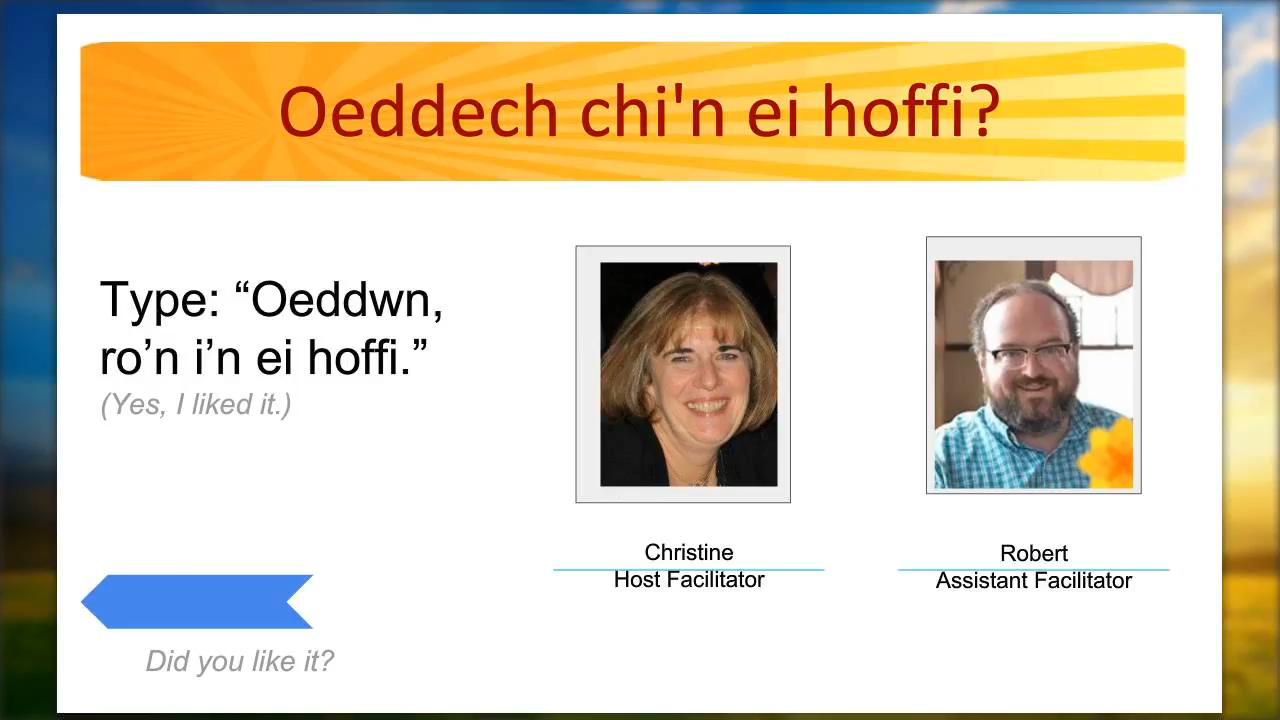 Oeddech chi'n ei hoffi?
Type: “Oeddwn,
ro’n i’n ei hoffi.”
(Yes, I liked it.)
Christine
Host Facilitator
Robert
Assistant Facilitator
Did you like it?